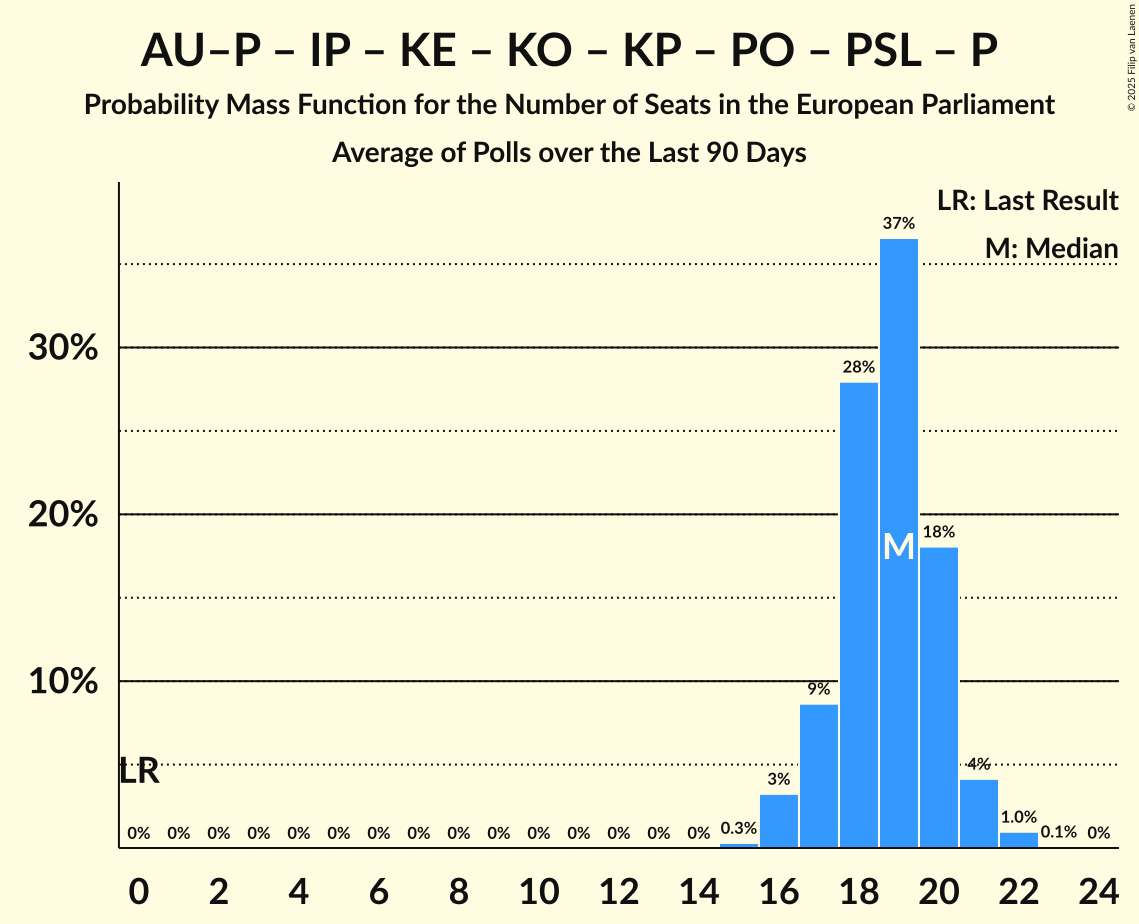 AU–P – IP – KE – KO – KP – PO – PSL – P
Probability Mass Function for the Number of Seats in the European Parliament
Average of Polls over the Last 90 Days
© 2025 Filip van Laenen
LR: Last Result
M: Median
37%
30%
28%
20%
M
18%
10%
9%
LR
3%
4%
0% 0% 0% 0% 0% 0% 0% 0% 0% 0% 0% 0% 0% 0% 0% 0.3% 1.0% 0.1% 0%
0 2 4 6 8 10 12 14 16 18 20 22 24